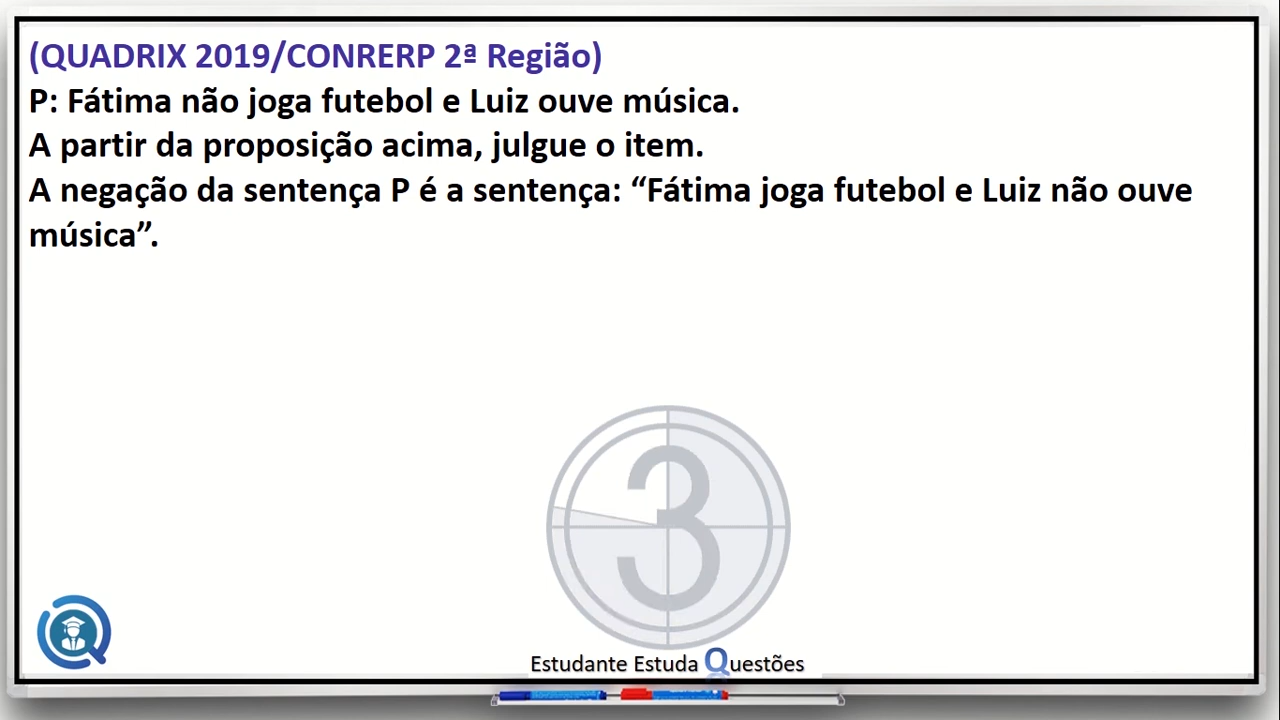 (QUADRIX 2019/CONRERP 2ª Região)
P: Fátima não joga futebol e Luiz ouve música.
A partir da proposição acima, julgue o item.
A negação da sentença P é a sentença: “Fátima joga futebol e Luiz não ouve
música”.
3
Estudante Estuda Questões